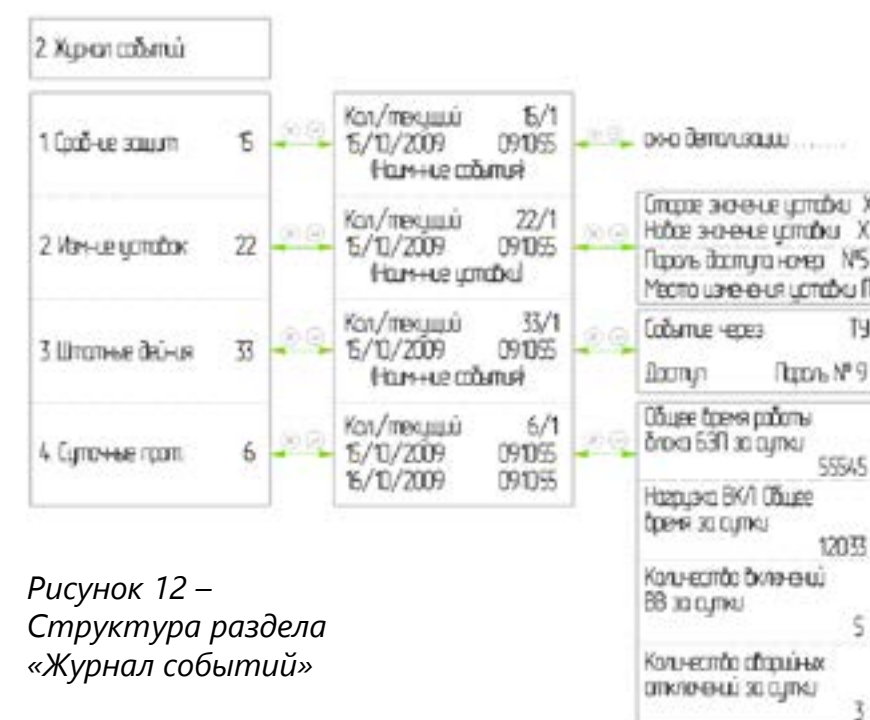 2 Журнал событий
1 Сраб-ие защит 15
Кол/текущий 15/1
15/10/2009 09:10:55
(Наим-ние события)
окно детализации .......
2 Изм-ие уставок 22
Кол/текущий 22/1
15/10/2009 09:10:55
(Наим-ние уставки)
Старое значение уставки X
Новое значение уставки X
Пароль доступа номер №5
Место изменения уставки П
3 Штатные дей-ия 33
Кол/текущий 33/1
15/10/2009 09:10:55
(Наим-ние события)
Событие через ТУ
Доступ Пароль № 9
4 Суточные прот. 6
Кол/текущий 6/1
15/10/2009 09:10:55
16/10/2009 09:10:55
Общее время работы
блока БЗП за сутки
55545
Нагрузка ВКЛ Общее
время за сутки
12033
Количество включений
ВВ за сутки
5
Количество аварийных
отключений за сутки
3
Рисунок 12 –
Структура раздела
«Журнал событий»